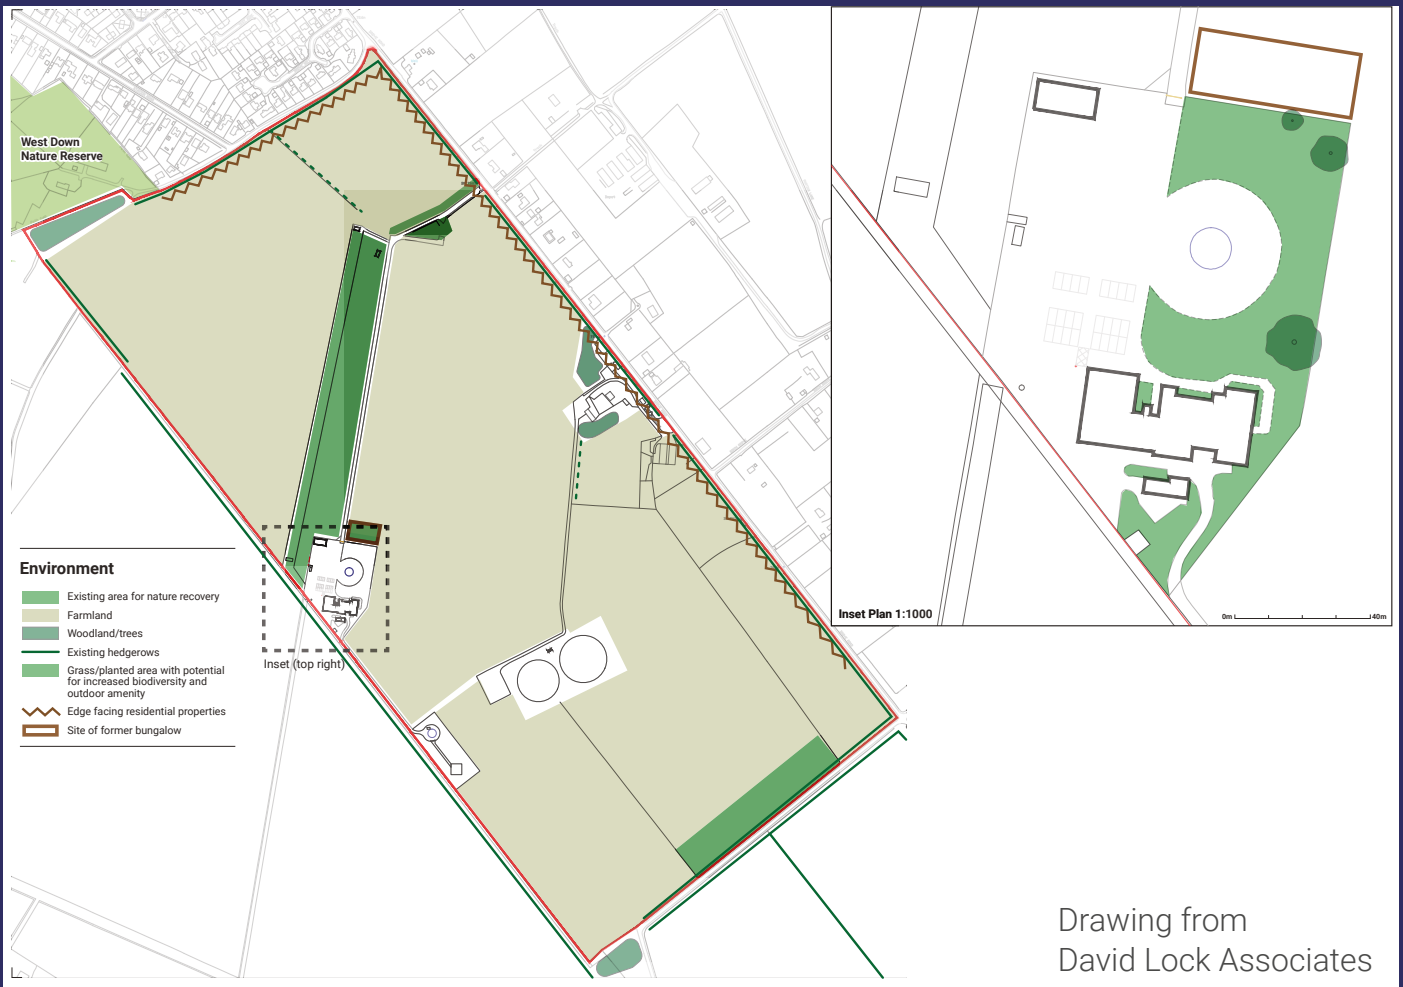 West Down
Nature Reserve
Environment
Existing area for nature recovery
Farmland
Woodland/trees
Existing hedgerows
Grass/planted area with potential
for increased biodiversity and
outdoor amenity
Edge facing residential properties
Site of former bungalow
Inset (top right)
Inset Plan 1:1000
0m
40m
Drawing from
David Lock Associates